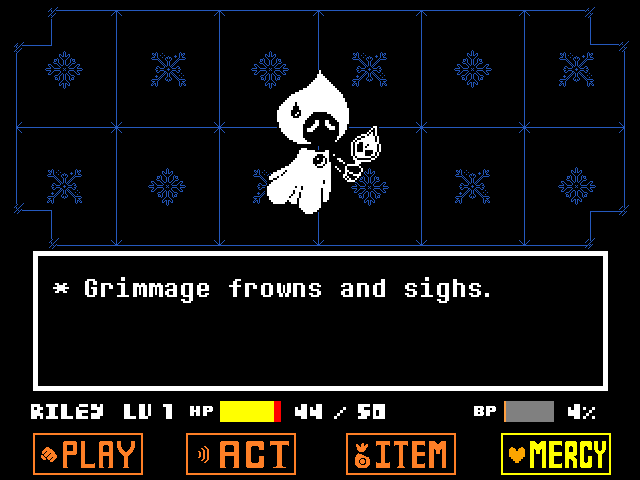 * Grimmage frowns and sighs.
RILEY LV 1 HP 44 / 50 BP 4%
PLAY ACT ITEM MERCY